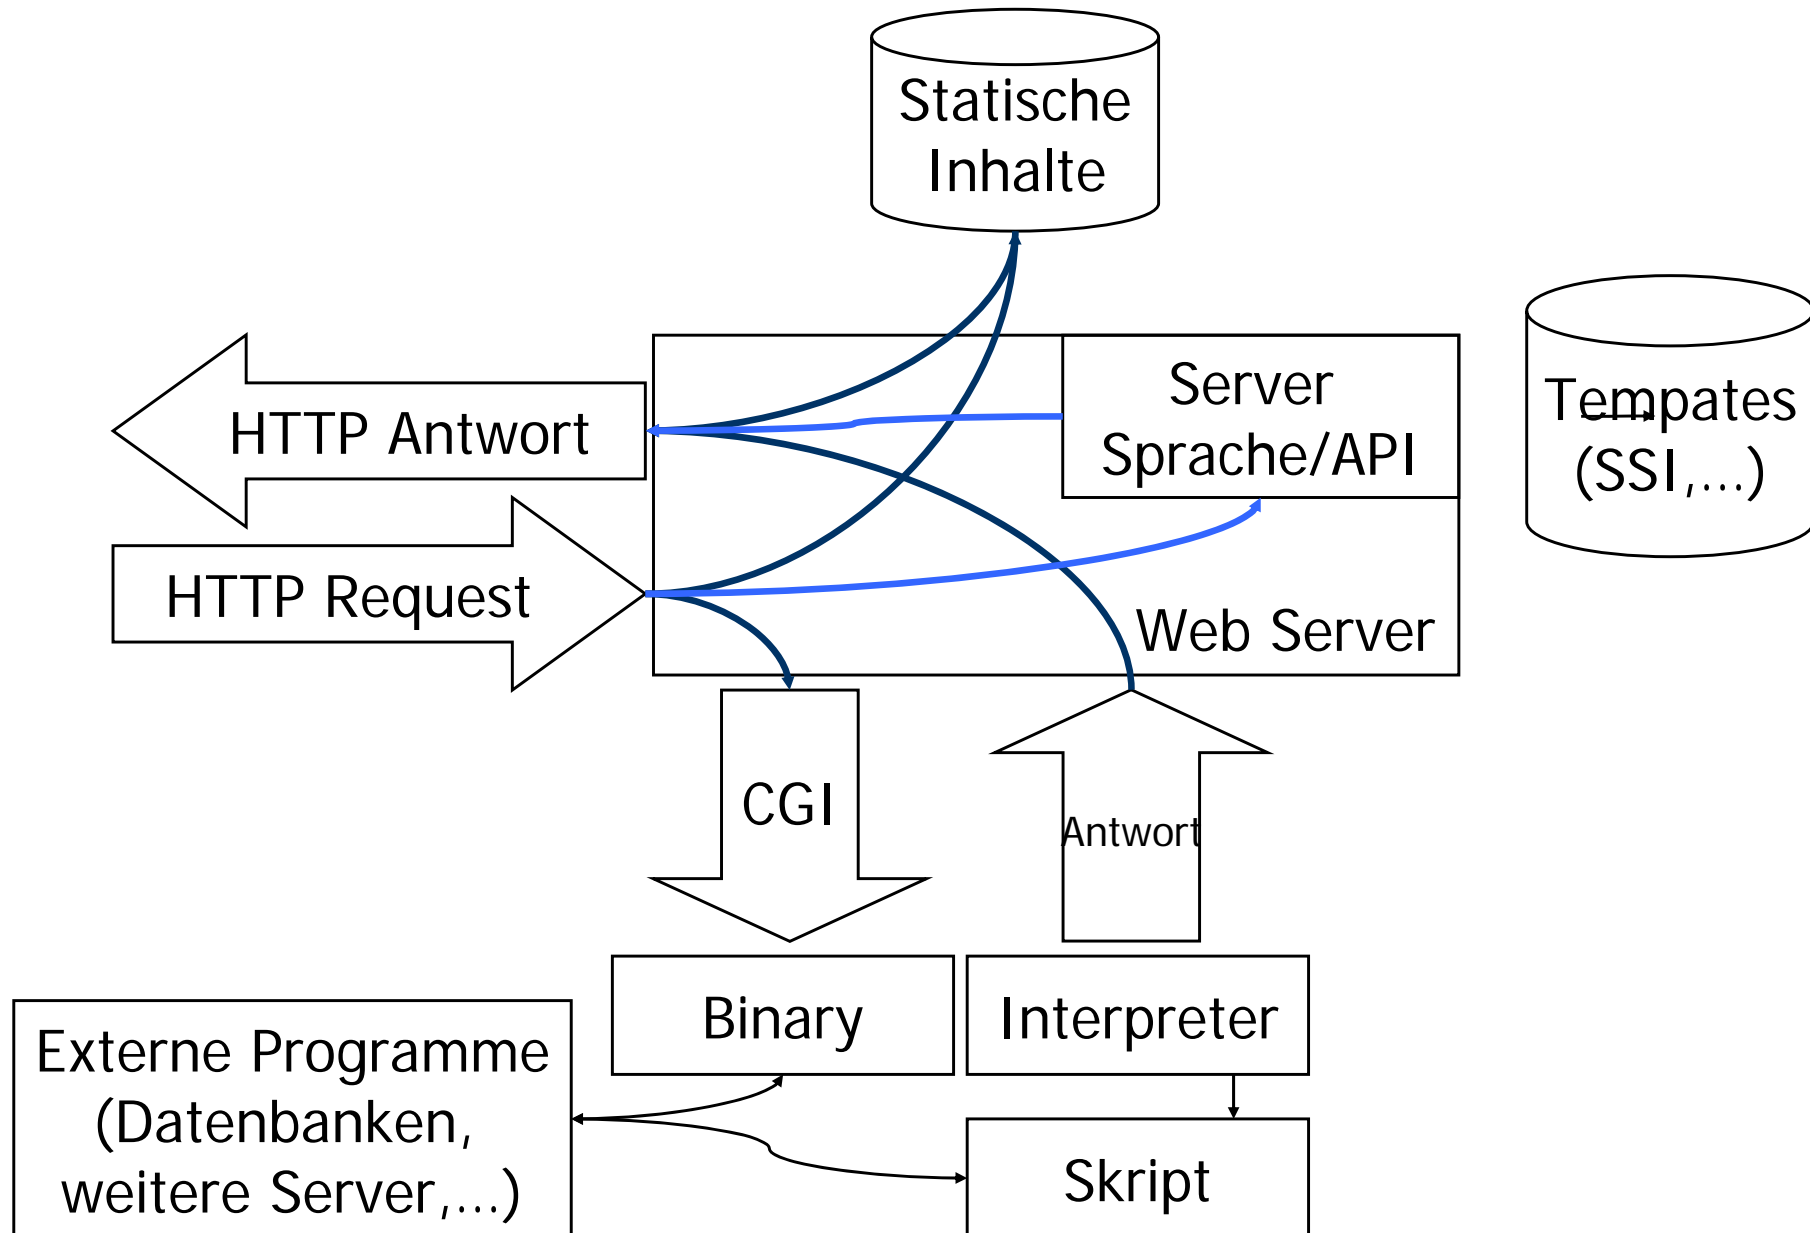 Statische
Inhalte
Server
Sprache/API
Tempates
(SSI,...)
HTTP Antwort
HTTP Request
Web Server
CGI
Antwort
Binary
Interpreter
Externe Programme
(Datenbanken,
weitere Server,...)
Skript